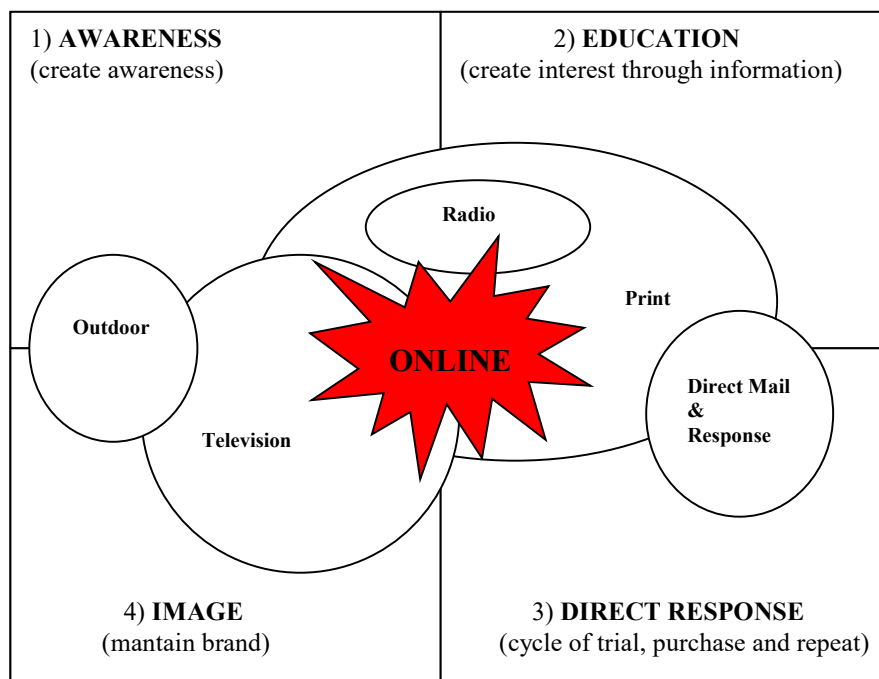 1) AWARENESS
(create awareness)
2) EDUCATION
(create interest through information)
Radio
Print
Outdoor
ONLINE
Direct Mail
&
Response
Television
4) IMAGE
(mantain brand)
3) DIRECT RESPONSE
(cycle of trial, purchase and repeat)